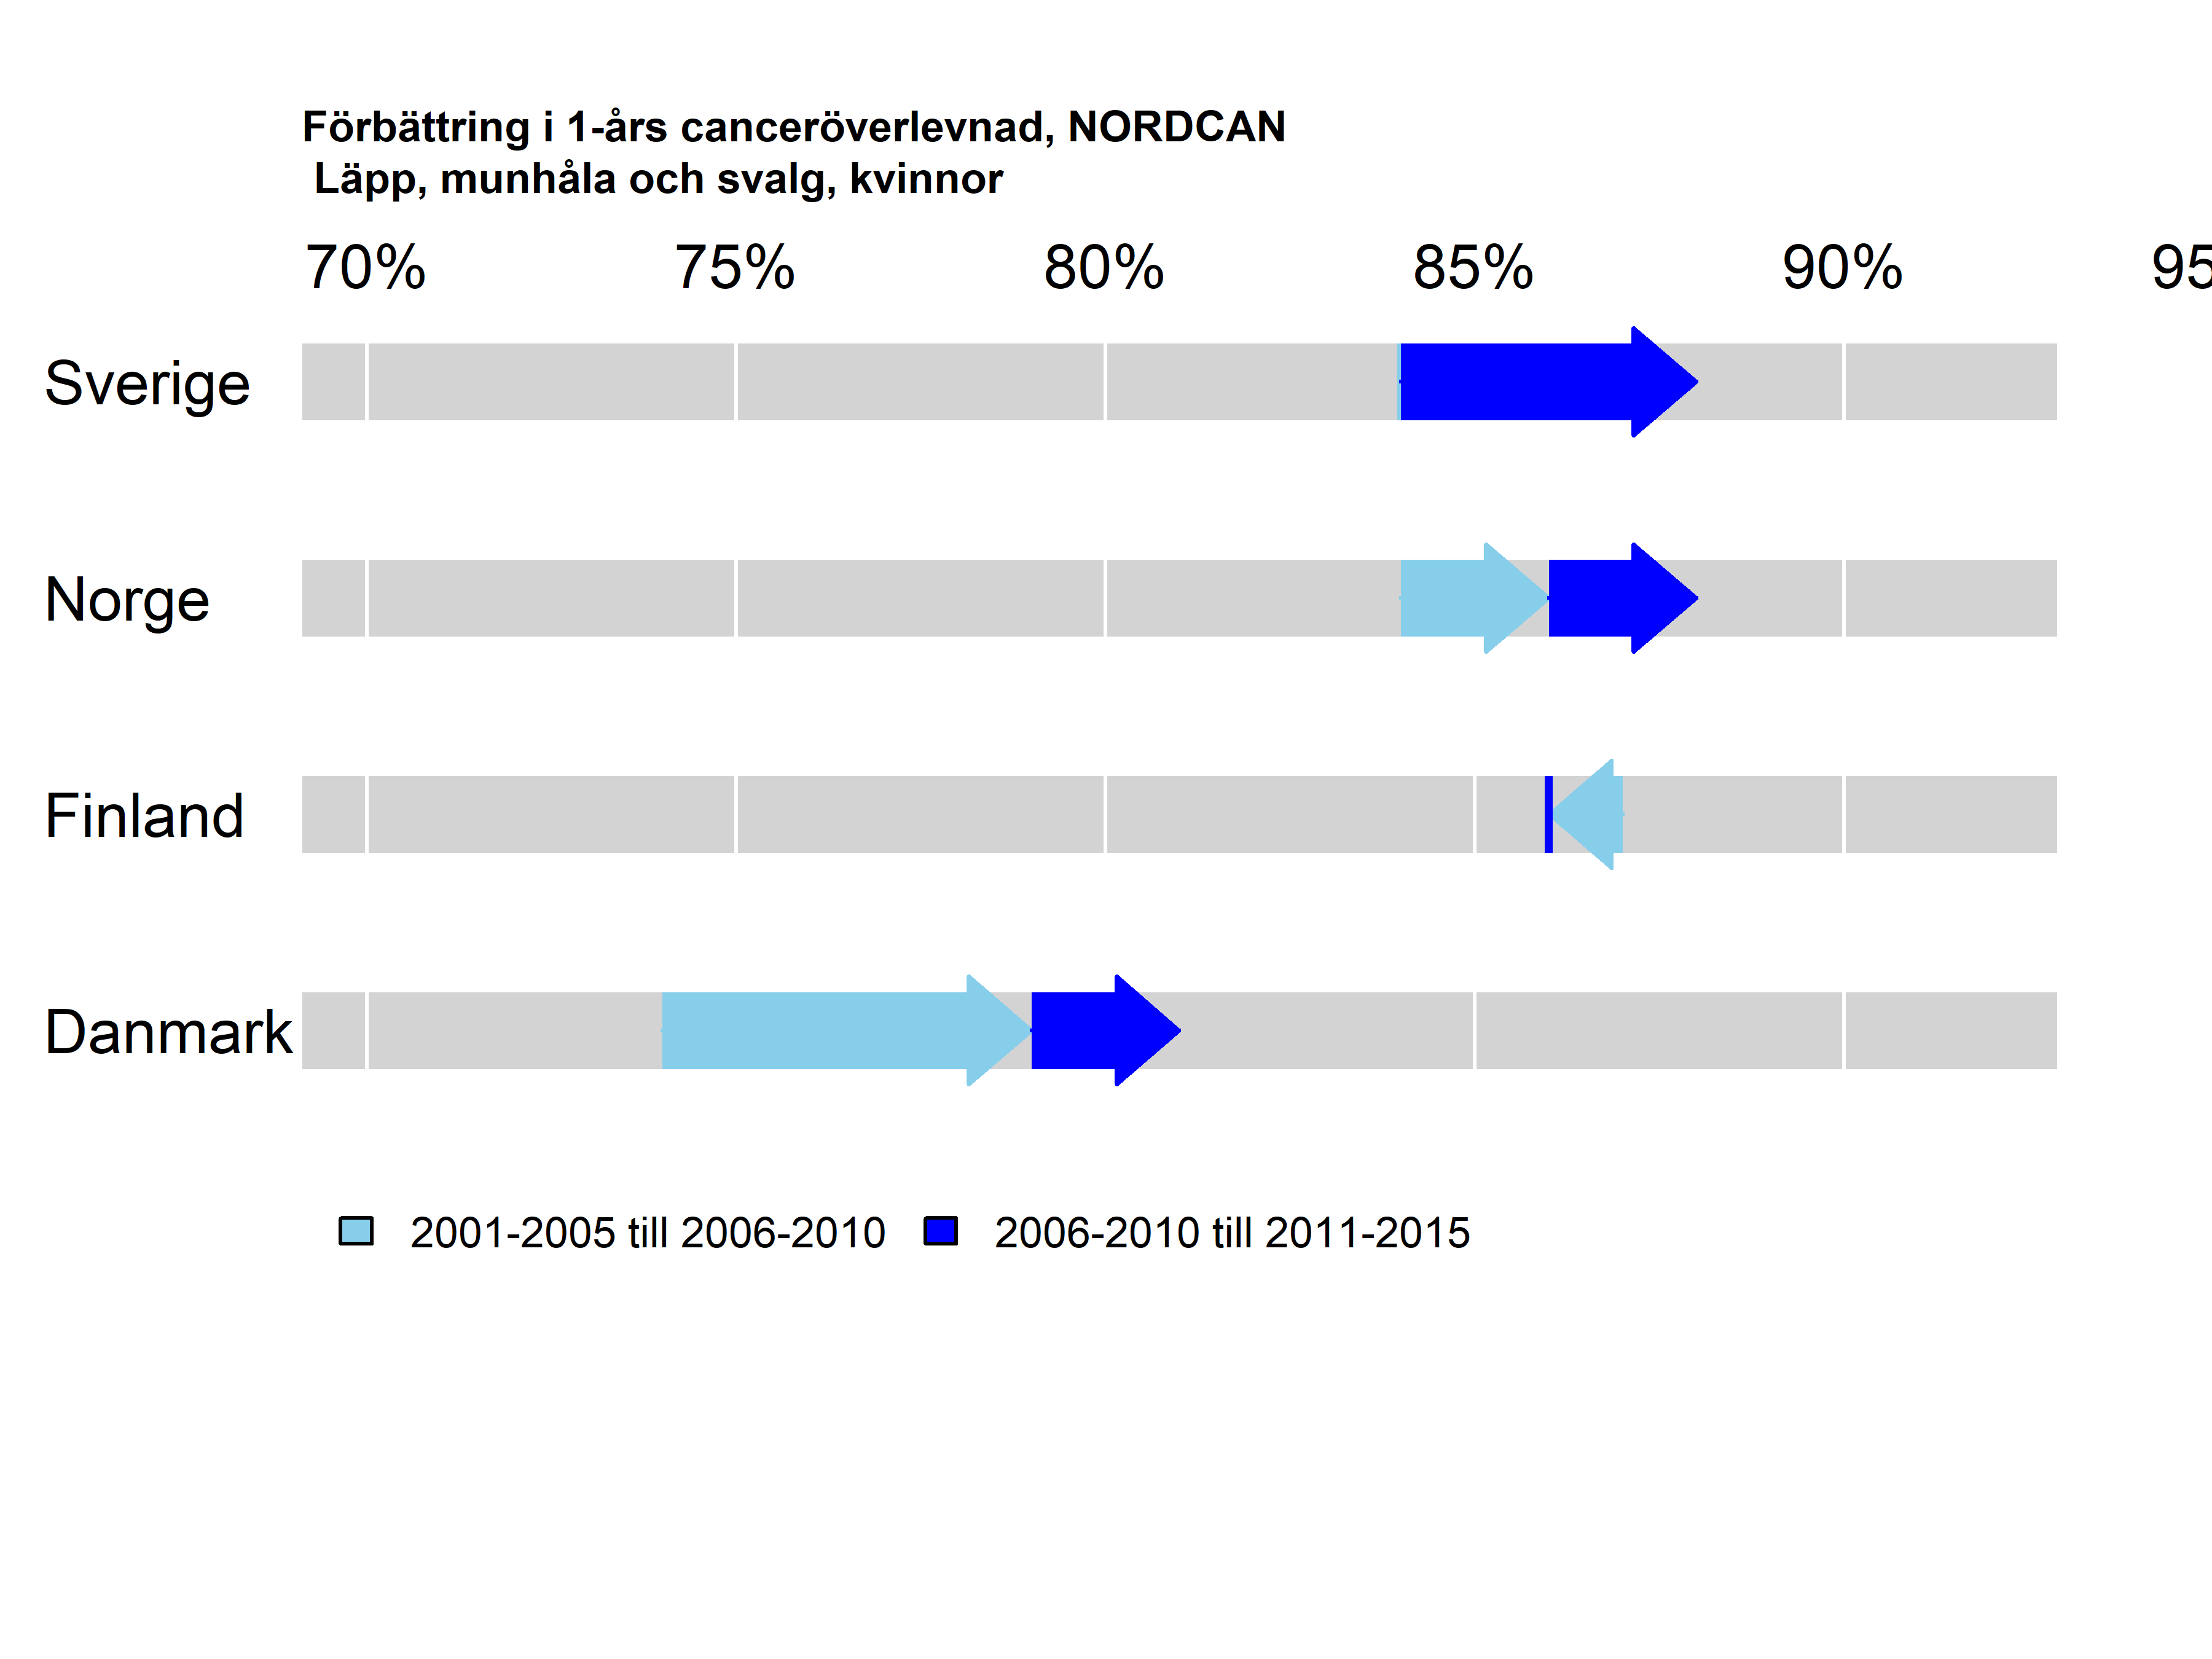 Förbättring i 1-års canceröverlevnad, NORDCAN
Läpp, munhåla och svalg, kvinnor
70% 75% 80% 85% 90% 95
Sverige
Norge
Finland
Danmark
2001-2005 till 2006-2010 2006-2010 till 2011-2015